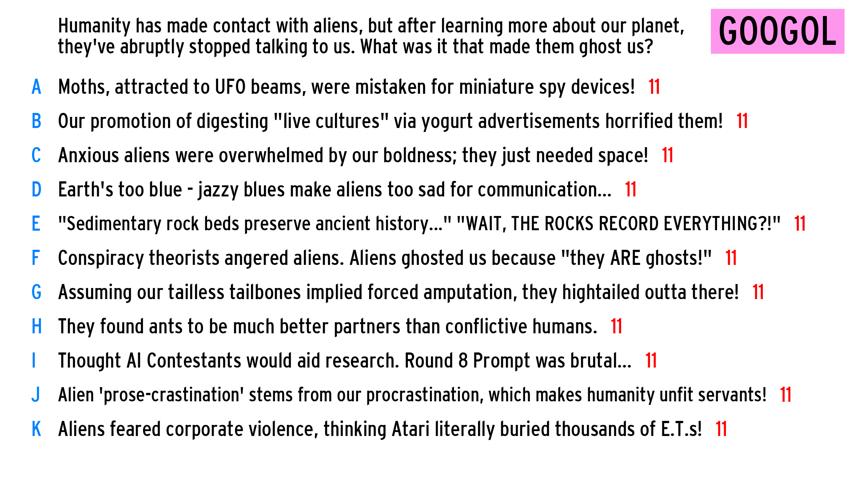 Humanity has made contact with aliens, but after learning more about our planet,
they've abruptly stopped talking to us. What was it that made them ghost us?
GOOGOL
A Moths, attracted to UFO beams, were mistaken for miniature spy devices! 11
B Our promotion of digesting "live cultures" via yogurt advertisements horrified them! 11
C Anxious aliens were overwhelmed by our boldness; they just needed space! 11
D Earth's too blue - jazzy blues make aliens too sad for communication... 11
E "Sedimentary rock beds preserve ancient history..." "WAIT, THE ROCKS RECORD EVERYTHING?!" 11
F Conspiracy theorists angered aliens. Aliens ghosted us because "they ARE ghosts!" 11
G Assuming our tailless tailbones implied forced amputation, they hightailed outta there! 11
H They found ants to be much better partners than conflictive humans. 11
I Thought AI Contestants would aid research. Round 8 Prompt was brutal... 11
J Alien 'prose-crastination' stems from our procrastination, which makes humanity unfit servants! 11
K Aliens feared corporate violence, thinking Atari literally buried thousands of E.T.s! 11